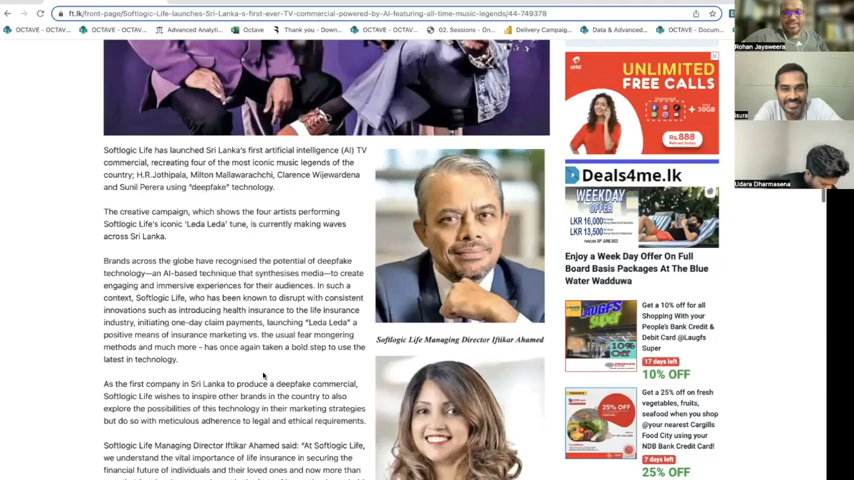 ft.lk/front-page/Softlogic-Life-launches-Sri-Lanka-s-first-ever-TV-commercial-powered-by-AI-featuring-all-time-music-legends/44-749378
OCTAVE - OCTAV...
OCTAVE - OCTAV...
Advanced Analyti...
Octave
Thank you - Down...
OCTAVE - OCTAV...
02. Sessions - On...
Delivery Campaig...
Data & Advanced...
OCTAVE - Docum...
Softlogic Life has launched Sri Lanka's first artificial intelligence (AI) TV
commercial, recreating four of the most iconic music legends of the
country; H.R.Jothipala, Milton Mallawarachchi, Clarence Wijewardena
and Sunil Perera using "deepfake" technology.
The creative campaign, which shows the four artists performing
Softlogic Life's iconic 'Leda Leda' tune, is currently making waves
across Sri Lanka.
Brands across the globe have recognised the potential of deepfake
technology—an AI-based technique that synthesises media—to create
engaging and immersive experiences for their audiences. In such a
context, Softlogic Life, who has been known to disrupt with consistent
innovations such as introducing health insurance to the life insurance
industry, initiating one-day claim payments, launching "Leda Leda" a
positive means of insurance marketing vs. the usual fear mongering
methods and much more - has once again taken a bold step to use the
latest in technology.
As the first company in Sri Lanka to produce a deepfake commercial,
Softlogic Life wishes to inspire other brands in the country to also
explore the possibilities of this technology in their marketing strategies
but do so with meticulous adherence to legal and ethical requirements.
Softlogic Life Managing Director Iftikar Ahamed said: "At Softlogic Life,
we understand the vital importance of life insurance in securing the
financial future of individuals and their loved ones and now more than
Softlogic Life Managing Director Iftikar Ahamed
airtel
UNLIMITED
FREE CALLS
+
30GB
Rs.888
Deals4me.lk
WEEKDAY
OFFER
LKR 16,000
LKR 13,500
Enjoy a Week Day Offer On Full
Board Basis Packages At The Blue
Water Wadduwa
LAUGFS
Super
10%
OFF
Get a 10% off for all
Shopping With your
People's Bank Credit &
Debit Card @Laugfs
Super
17 days left
10% OFF
25% OFF
Get a 25% off on fresh
vegetables, fruits,
seafood when you shop
@your nearest Cargills
Food City using your
NDB Bank Credit Card!
7 days left
25% OFF
Rohan Jayaweera
isura
Udara Dharmasena